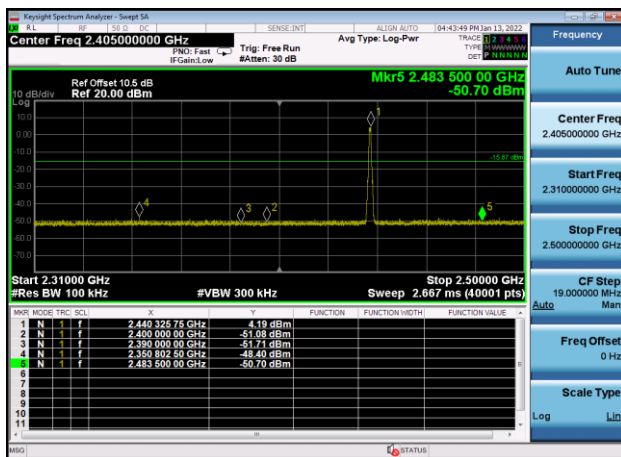 Keysight Spectrum Analyzer - Swept SA
RL RF 50 Ω DC SENSE:INT ALIGN AUTO 04:43:49 PM Jan 13, 2022
Center Freq 2.405000000 GHz
PNO: Fast
IFGain:Low
Trig: Free Run
#Atten: 30 dB
Avg Type: Log-Pwr
TRACE 1 2 3 4 5 6
TYPE M W W W W W
DET P N N N N N
Ref Offset 10.5 dB
Ref 20.00 dBm
10 dB/div
Log
Mkr5 2.483 500 00 GHz
-50.70 dBm
10.0
0.00
-10.0
-20.0
-30.0
-40.0
-50.0
-60.0
-70.0
1
-15.87 dBm
4
3
2
5
Start 2.31000 GHz Stop 2.50000 GHz
#Res BW 100 kHz #VBW 300 kHz Sweep 2.667 ms (40001 pts)
MKR MODE TRC SCL X Y FUNCTION FUNCTION WIDTH FUNCTION VALUE
1 N 1 f 2.440 325 75 GHz 4.19 dBm
2 N 1 f 2.400 000 00 GHz -51.08 dBm
3 N 1 f 2.390 000 00 GHz -51.71 dBm
4 N 1 f 2.350 802 50 GHz -48.40 dBm
5 N 1 f 2.483 500 00 GHz -50.70 dBm
6
7
8
9
10
11
MSG STATUS
Frequency
Auto Tune
Center Freq
2.405000000 GHz
Start Freq
2.310000000 GHz
Stop Freq
2.500000000 GHz
CF Step
19.000000 MHz
Auto Man
Freq Offset
0 Hz
Scale Type
Log Lin